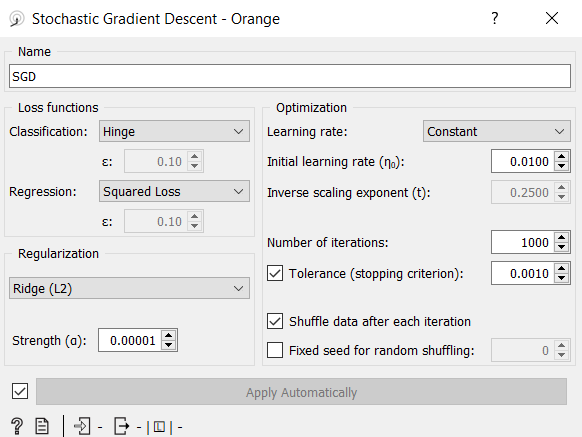 Stochastic Gradient Descent - Orange
Name
SGD
Loss functions
Classification: Hinge
ε: 0.10
Regression: Squared Loss
ε: 0.10
Regularization
Ridge (L2)
Strength (α): 0.00001
Optimization
Learning rate: Constant
Initial learning rate (η₀): 0.0100
Inverse scaling exponent (t): 0.2500
Number of iterations: 1000
Tolerance (stopping criterion): 0.0010
Shuffle data after each iteration
Fixed seed for random shuffling: 0
Apply Automatically
? | - - | L | -